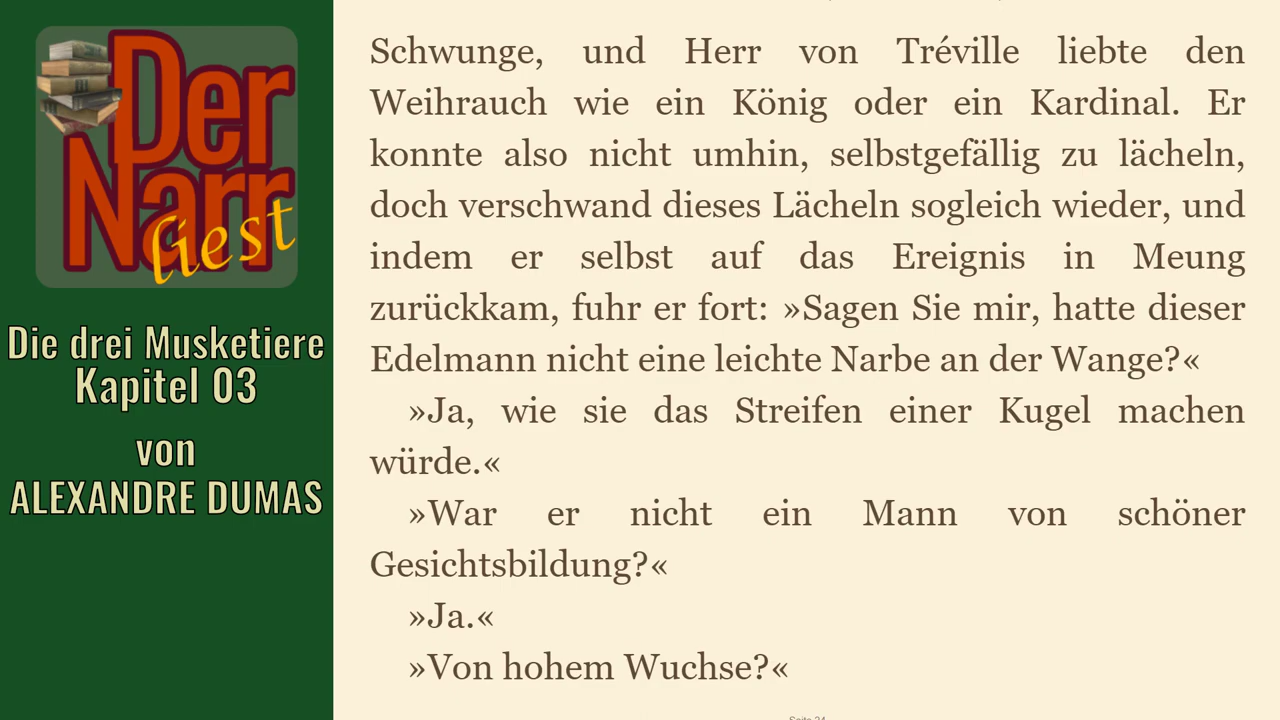 Der
Narr
liest
Die drei Musketiere
Kapitel 03
von
ALEXANDRE DUMAS
Schwunge, und Herr von Tréville liebte den
Weihrauch wie ein König oder ein Kardinal. Er
konnte also nicht umhin, selbstgefällig zu lächeln,
doch verschwand dieses Lächeln sogleich wieder, und
indem er selbst auf das Ereignis in Meung
zurückkam, fuhr er fort: »Sagen Sie mir, hatte dieser
Edelmann nicht eine leichte Narbe an der Wange?«
»Ja, wie sie das Streifen einer Kugel machen
würde.«
»War er nicht ein Mann von schöner
Gesichtsbildung?«
»Ja.«
»Von hohem Wuchse?«